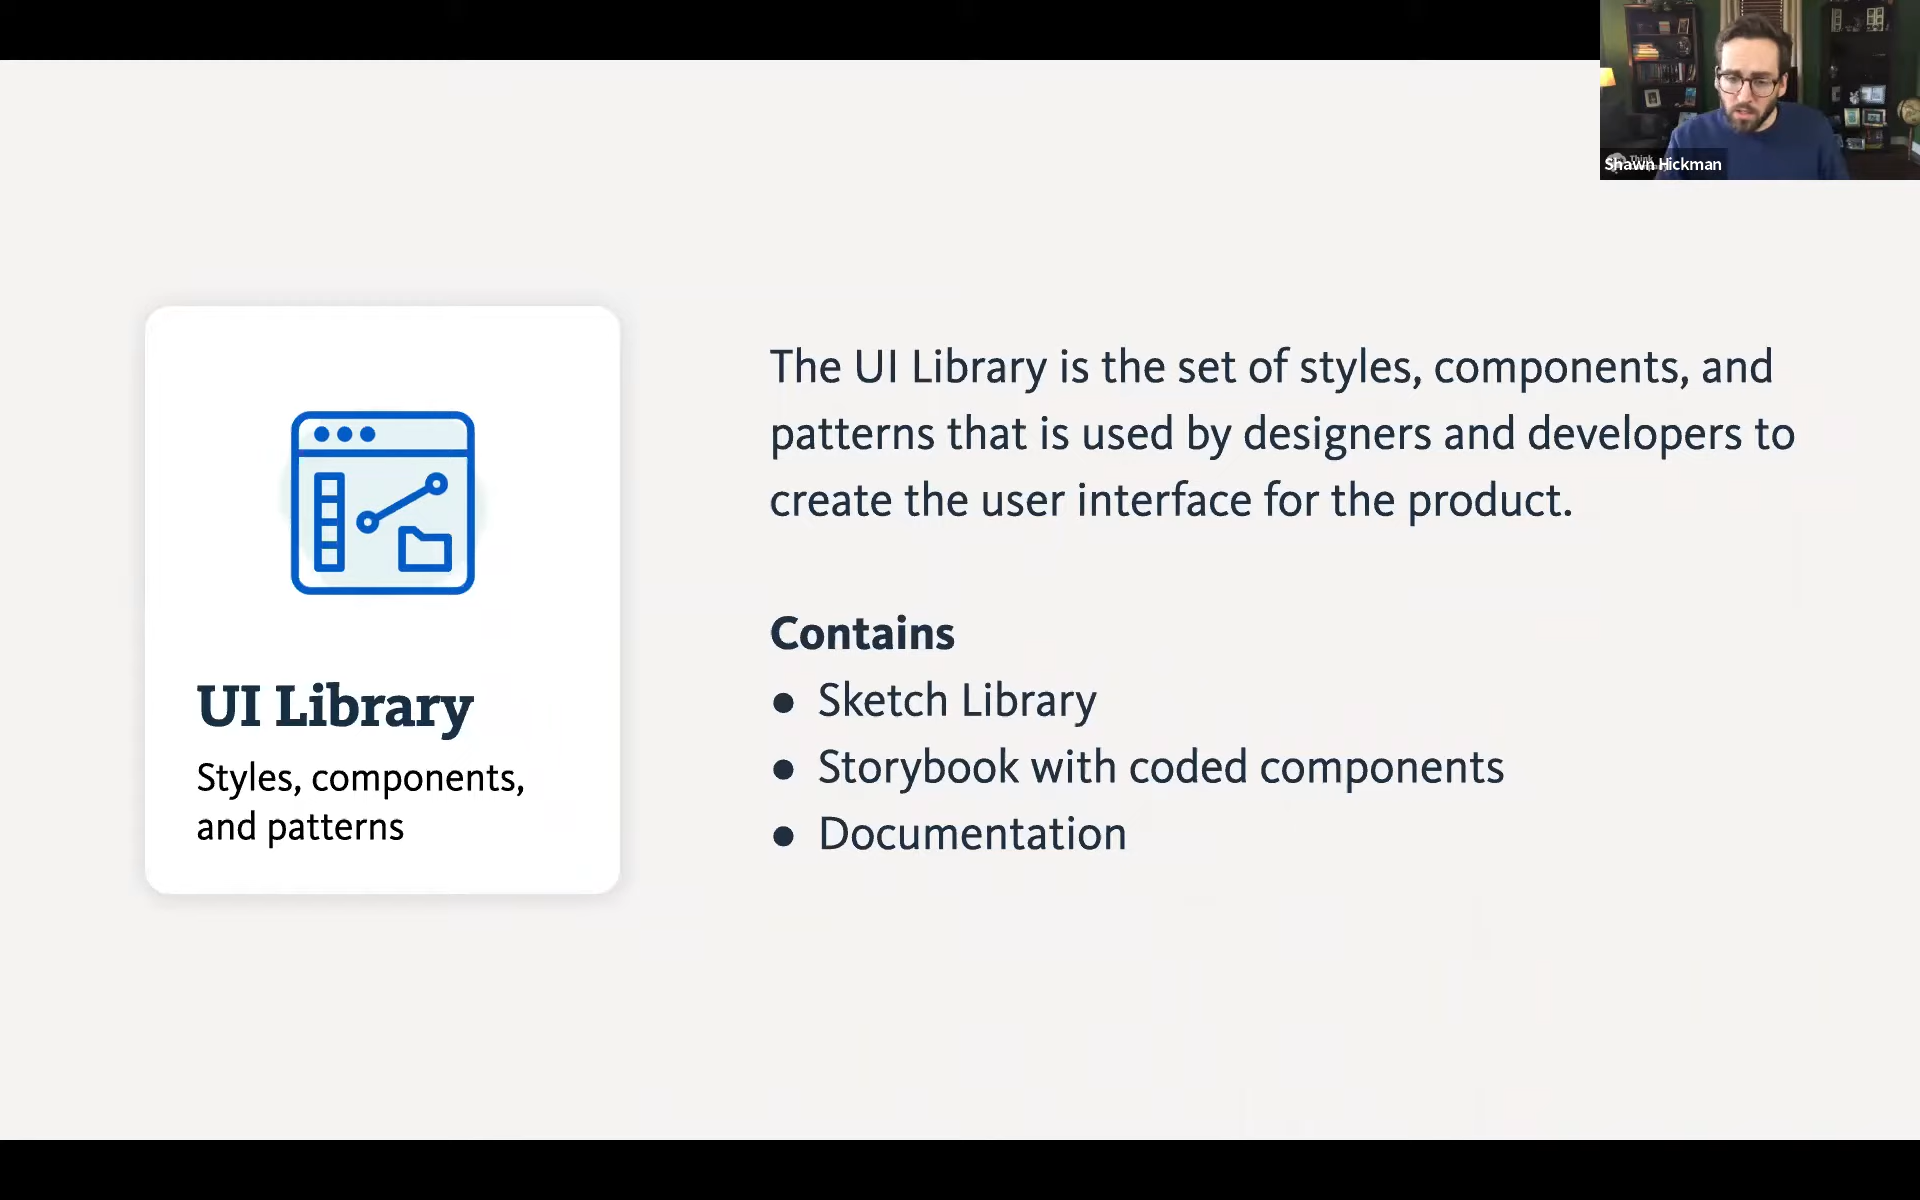 Shawn Hickman
The UI Library is the set of styles, components, and
patterns that is used by designers and developers to
create the user interface for the product.
Contains
● Sketch Library
● Storybook with coded components
● Documentation
UI Library
Styles, components,
and patterns